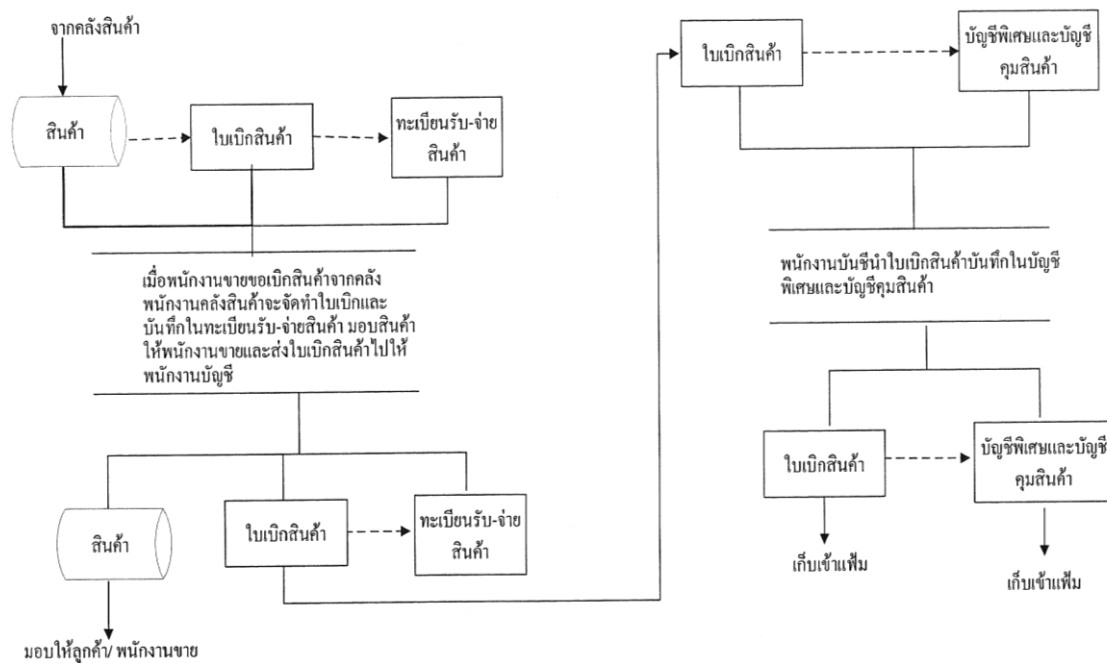 จากคลังสินค้า
สินค้า
ใบเบิกสินค้า
ทะเบียนรับ-จ่าย
สินค้า
เมื่อพนักงานขายขอเบิกสินค้าจากคลัง
พนักงานคลังสินค้าจะจัดทำใบเบิกและ
บันทึกในทะเบียนรับ-จ่ายสินค้า มอบสินค้า
ให้พนักงานขายและส่งใบเบิกสินค้าไปให้
พนักงานบัญชี
สินค้า
ใบเบิกสินค้า
ทะเบียนรับ-จ่าย
สินค้า
มอบให้ลูกค้า/ พนักงานขาย
ใบเบิกสินค้า
บัญชีพิเศษและบัญชี
คุมสินค้า
พนักงานบันชีนำใบเบิกสินค้าบันทึกในบัญชี
พิเศษและบัญชีคุมสินค้า
ใบเบิกสินค้า
บัญชีพิเศษและบัญชี
คุมสินค้า
เก็บเข้าแฟ้ม
เก็บเข้าแฟ้ม